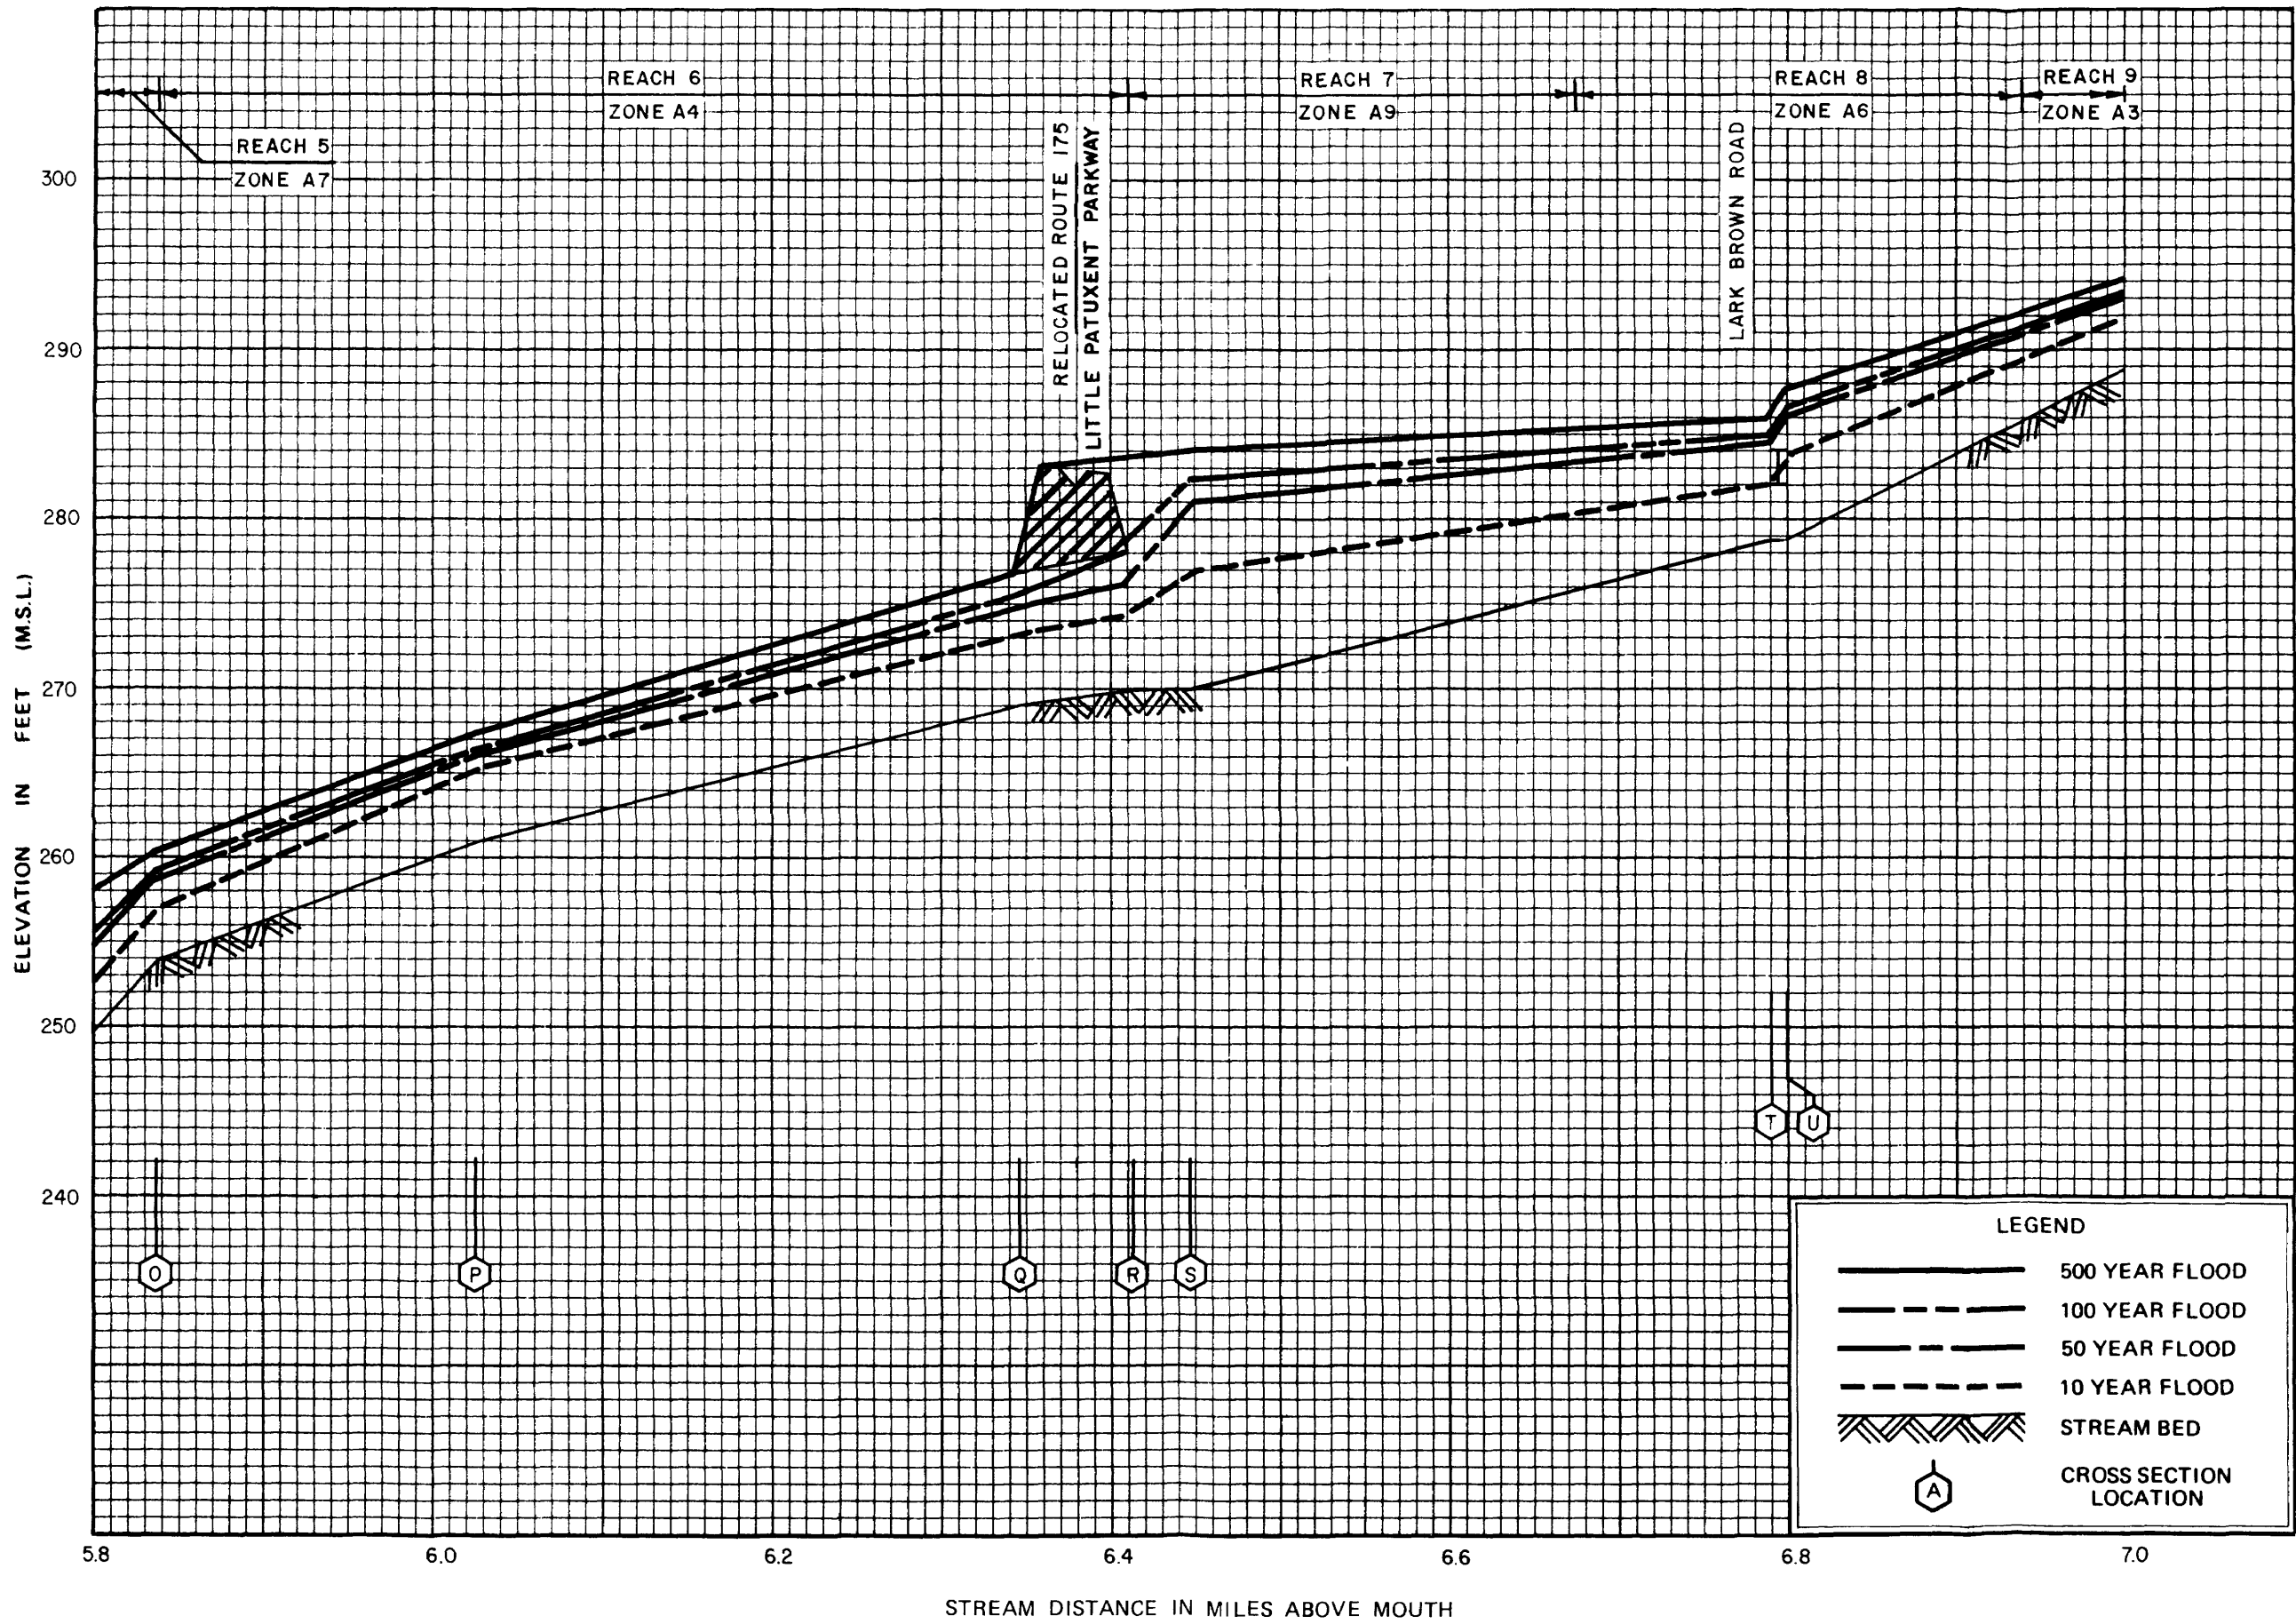 REACH 6
ZONE A4
REACH 7
ZONE A9
REACH 8
ZONE A6
REACH 9
ZONE A3
REACH 5
ZONE A7
RELOCATED ROUTE 175
LITTLE PATUXENT PARKWAY
LARK BROWN ROAD
ELEVATION IN FEET (M.S.L.)
300
290
280
270
260
250
240
O
P
Q
R
S
T
U
LEGEND
500 YEAR FLOOD
100 YEAR FLOOD
50 YEAR FLOOD
10 YEAR FLOOD
STREAM BED
A
CROSS SECTION
LOCATION
5.8
6.0
6.2
6.4
6.6
6.8
7.0
STREAM DISTANCE IN MILES ABOVE MOUTH